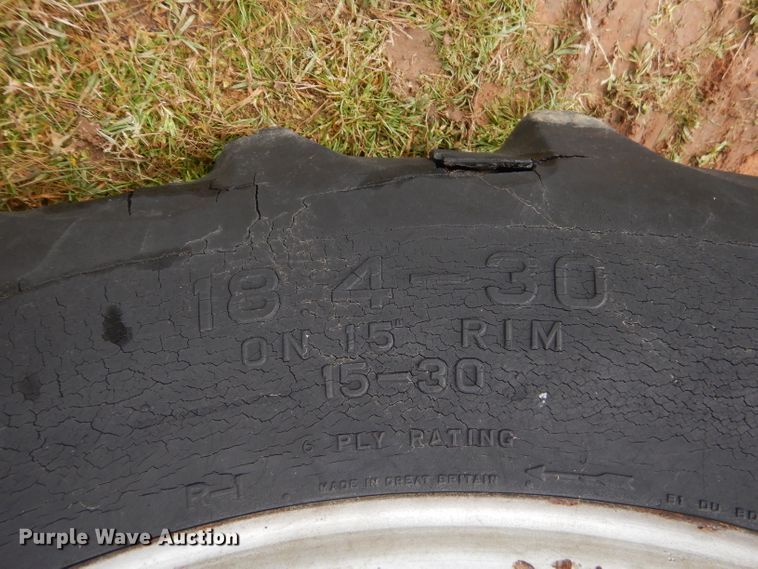 18 4-30
ON 15" RIM
15-30
6 PLY RATING
R-1
MADE IN GREAT BRITAIN
Purple Wave Auction